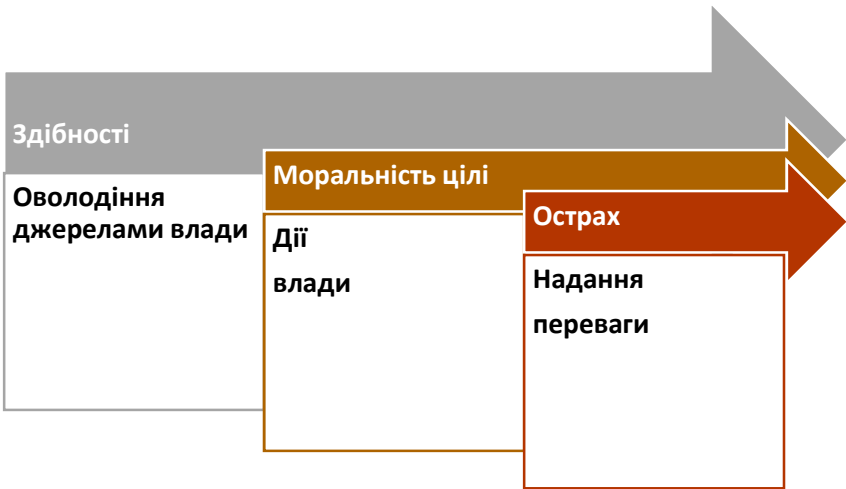 Здібності
Оволодіння
джерелами влади
Моральність цілі
Дії
влади
Острах
Надання
переваги